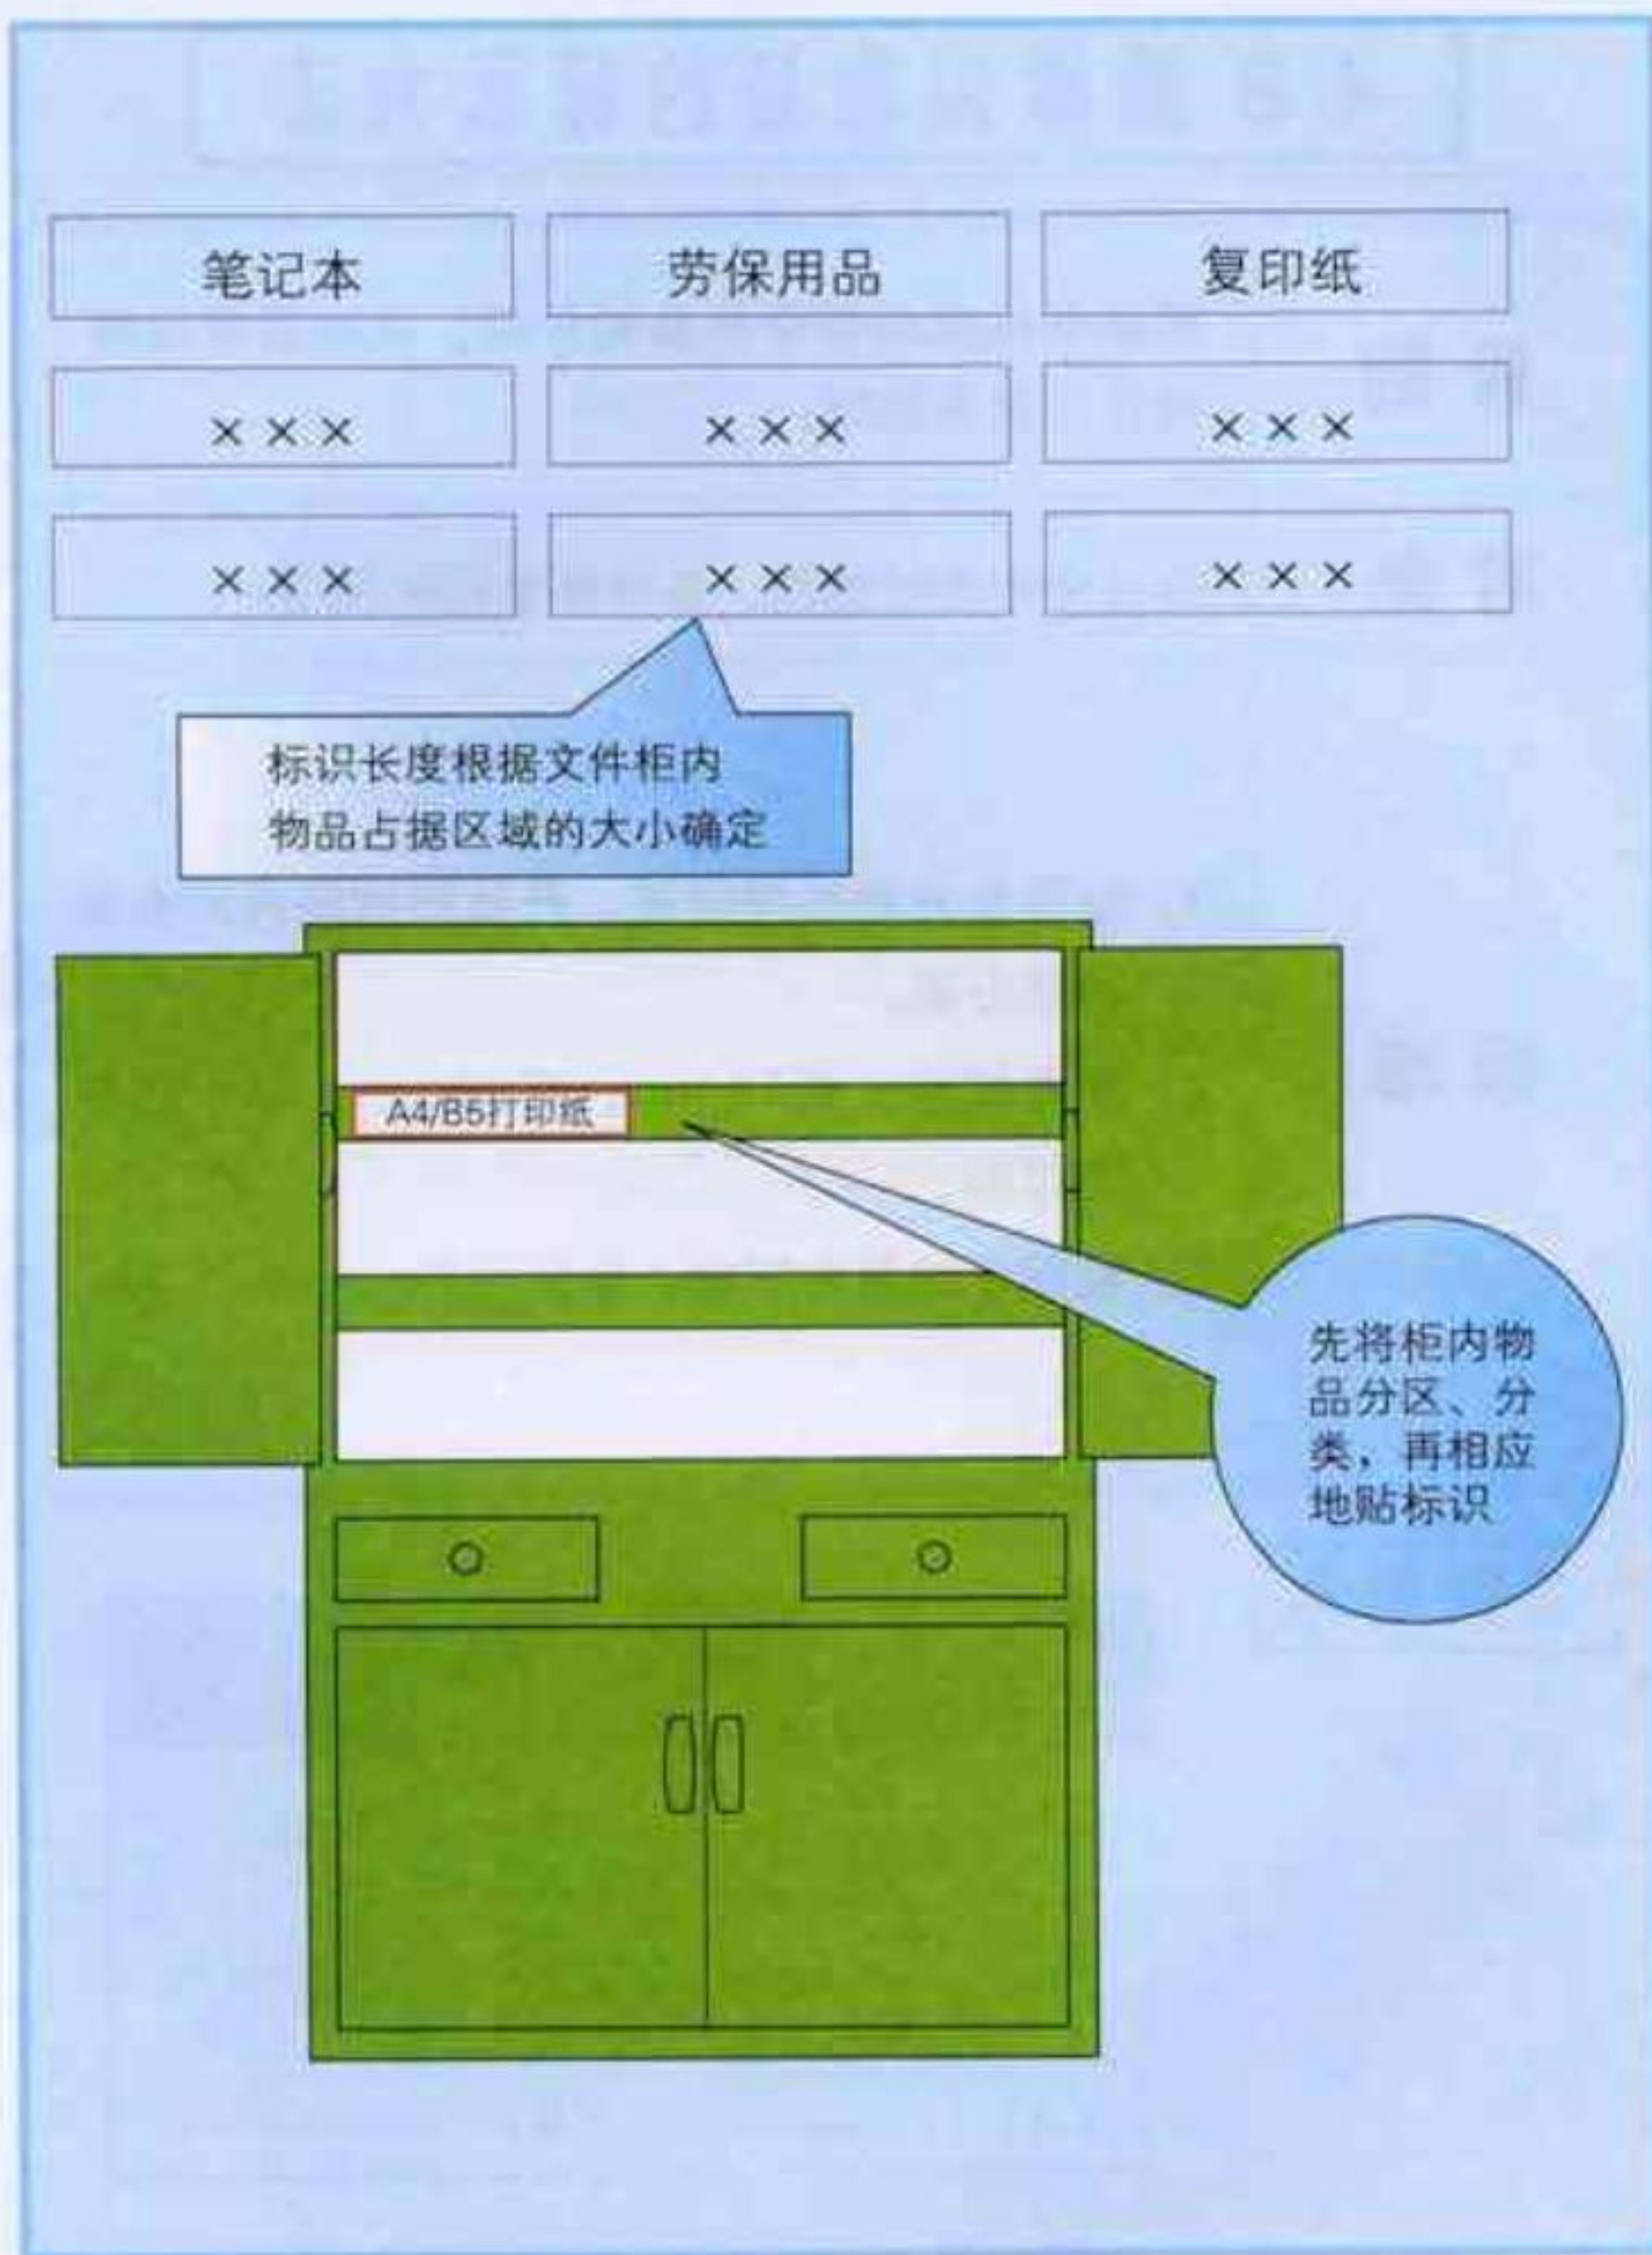 笔记本 劳保用品 复印纸
××× ××× ×××
××× ××× ×××
标识长度根据文件柜内
物品占据区域的大小确定
A4/B5打印纸
先将柜内物
品分区、分
类，再相应
地贴标识